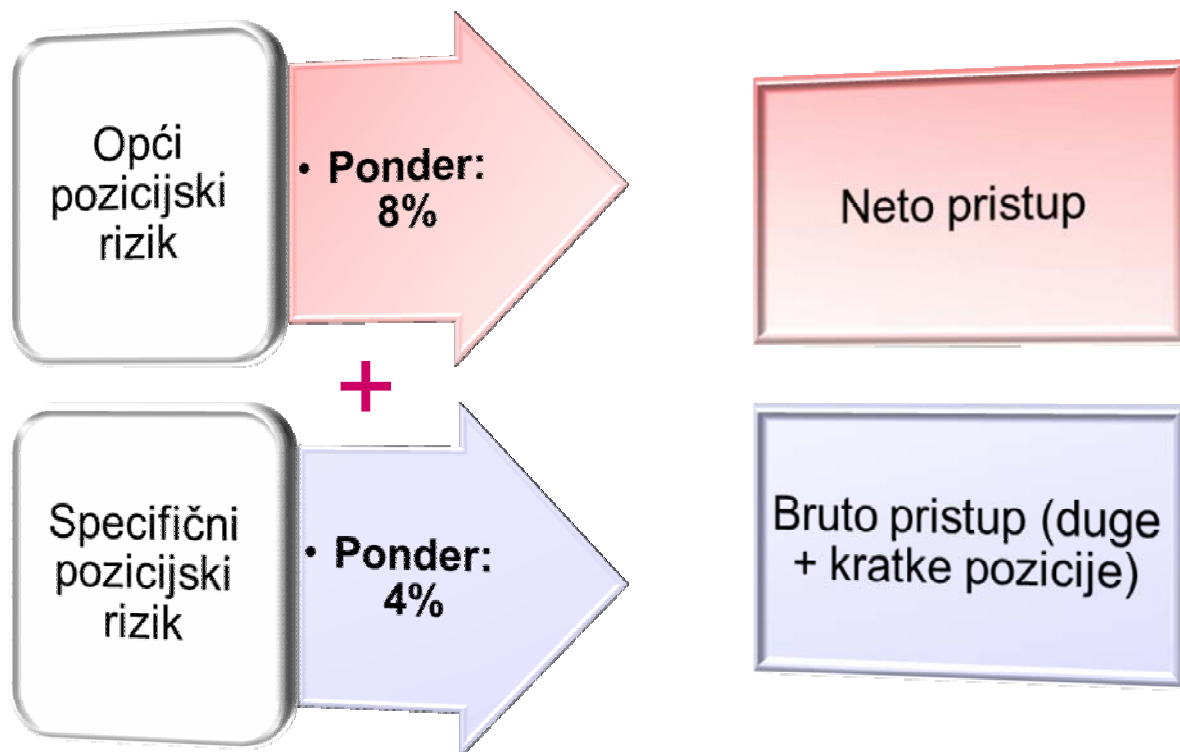 Opći
pozicijski
rizik
• Ponder:
8%
Neto pristup
+
Specifični
pozicijski
rizik
• Ponder:
4%
Bruto pristup (duge
+ kratke pozicije)